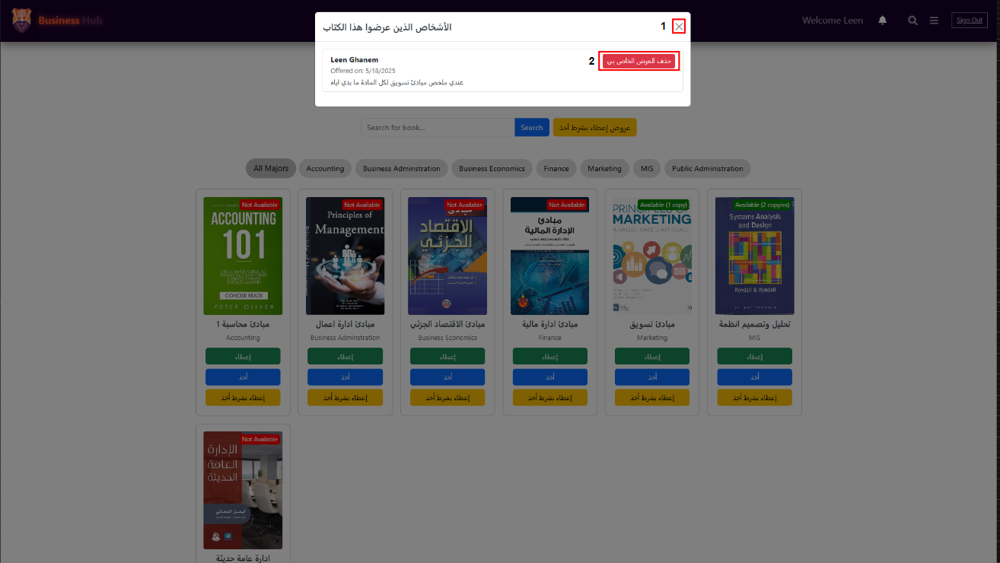 Business Hub
Welcome Leen
Sign Out
الأشخاص الذين عرضوا هذا الكتاب
1
Leen Ghanem
2
حذف العرض الخاص بي
Offered on: 5/18/2025
عندي ملخص مبادئ تسويق لكل المادة ما بدي اياه
Search for book...
Search
عروض إعطاء بشرط أخذ
All Majors
Accounting
Business Adminstration
Business Economics
Finance
Marketing
MIS
Public Administration
Not Available
ACCOUNTING
101
CONCISE READS
PETER OLIVER
مبادئ محاسبة 1
Accounting
إعطاء
أخذ
إعطاء بشرط أخذ
Not Available
Principles of
Management
مبادئ ادارة اعمال
Business Adminstration
إعطاء
أخذ
إعطاء بشرط أخذ
Not Available
مبادئ
الاقتصاد
الجزئي
مبادئ الاقتصاد الجزئي
Business Economics
إعطاء
أخذ
إعطاء بشرط أخذ
Not Available
مبادئ
الإدارة المالية
مبادئ ادارة مالية
Finance
إعطاء
أخذ
إعطاء بشرط أخذ
Available (1 copy)
PRINCIPLES OF
MARKETING
A VALUE-BASED APPROACH
مبادئ تسويق
Marketing
إعطاء
أخذ
إعطاء بشرط أخذ
Available (2 copyies)
Systems Analysis
and Design
Kendall & Kendall
تحليل وتصميم انظمة
MIS
إعطاء
أخذ
إعطاء بشرط أخذ
Not Available
الإدارة
العامة
الحديثة
ادارة عامة حديثة